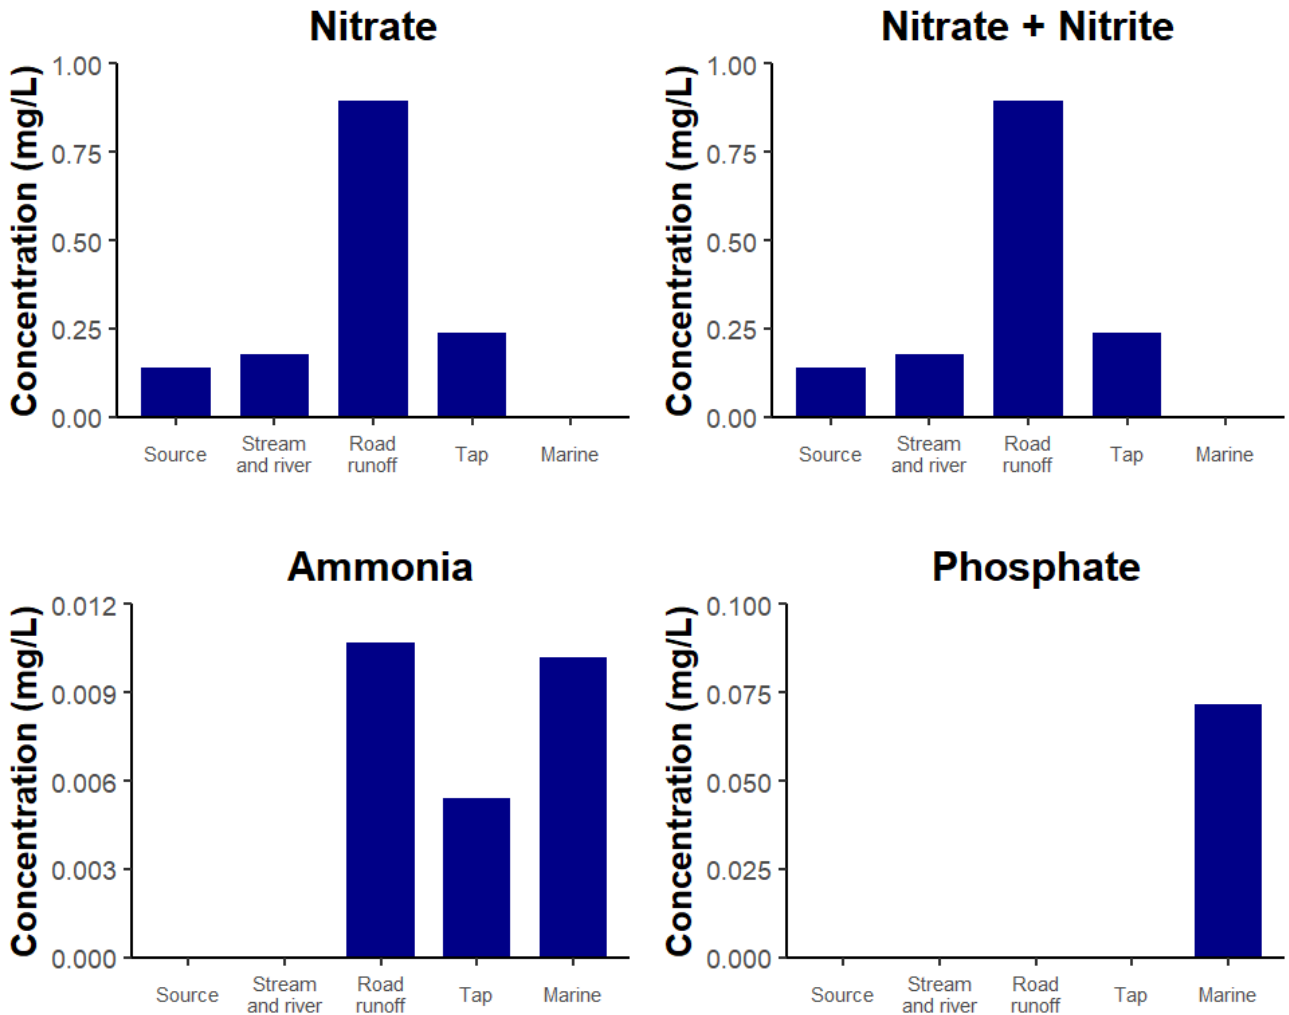 Nitrate
Concentration (mg/L)
1.00
0.75
0.50
0.25
0.00
Source
Stream
and river
Road
runoff
Tap
Marine
Nitrate + Nitrite
Concentration (mg/L)
1.00
0.75
0.50
0.25
0.00
Source
Stream
and river
Road
runoff
Tap
Marine
Ammonia
Concentration (mg/L)
0.012
0.009
0.006
0.003
0.000
Source
Stream
and river
Road
runoff
Tap
Marine
Phosphate
Concentration (mg/L)
0.100
0.075
0.050
0.025
0.000
Source
Stream
and river
Road
runoff
Tap
Marine